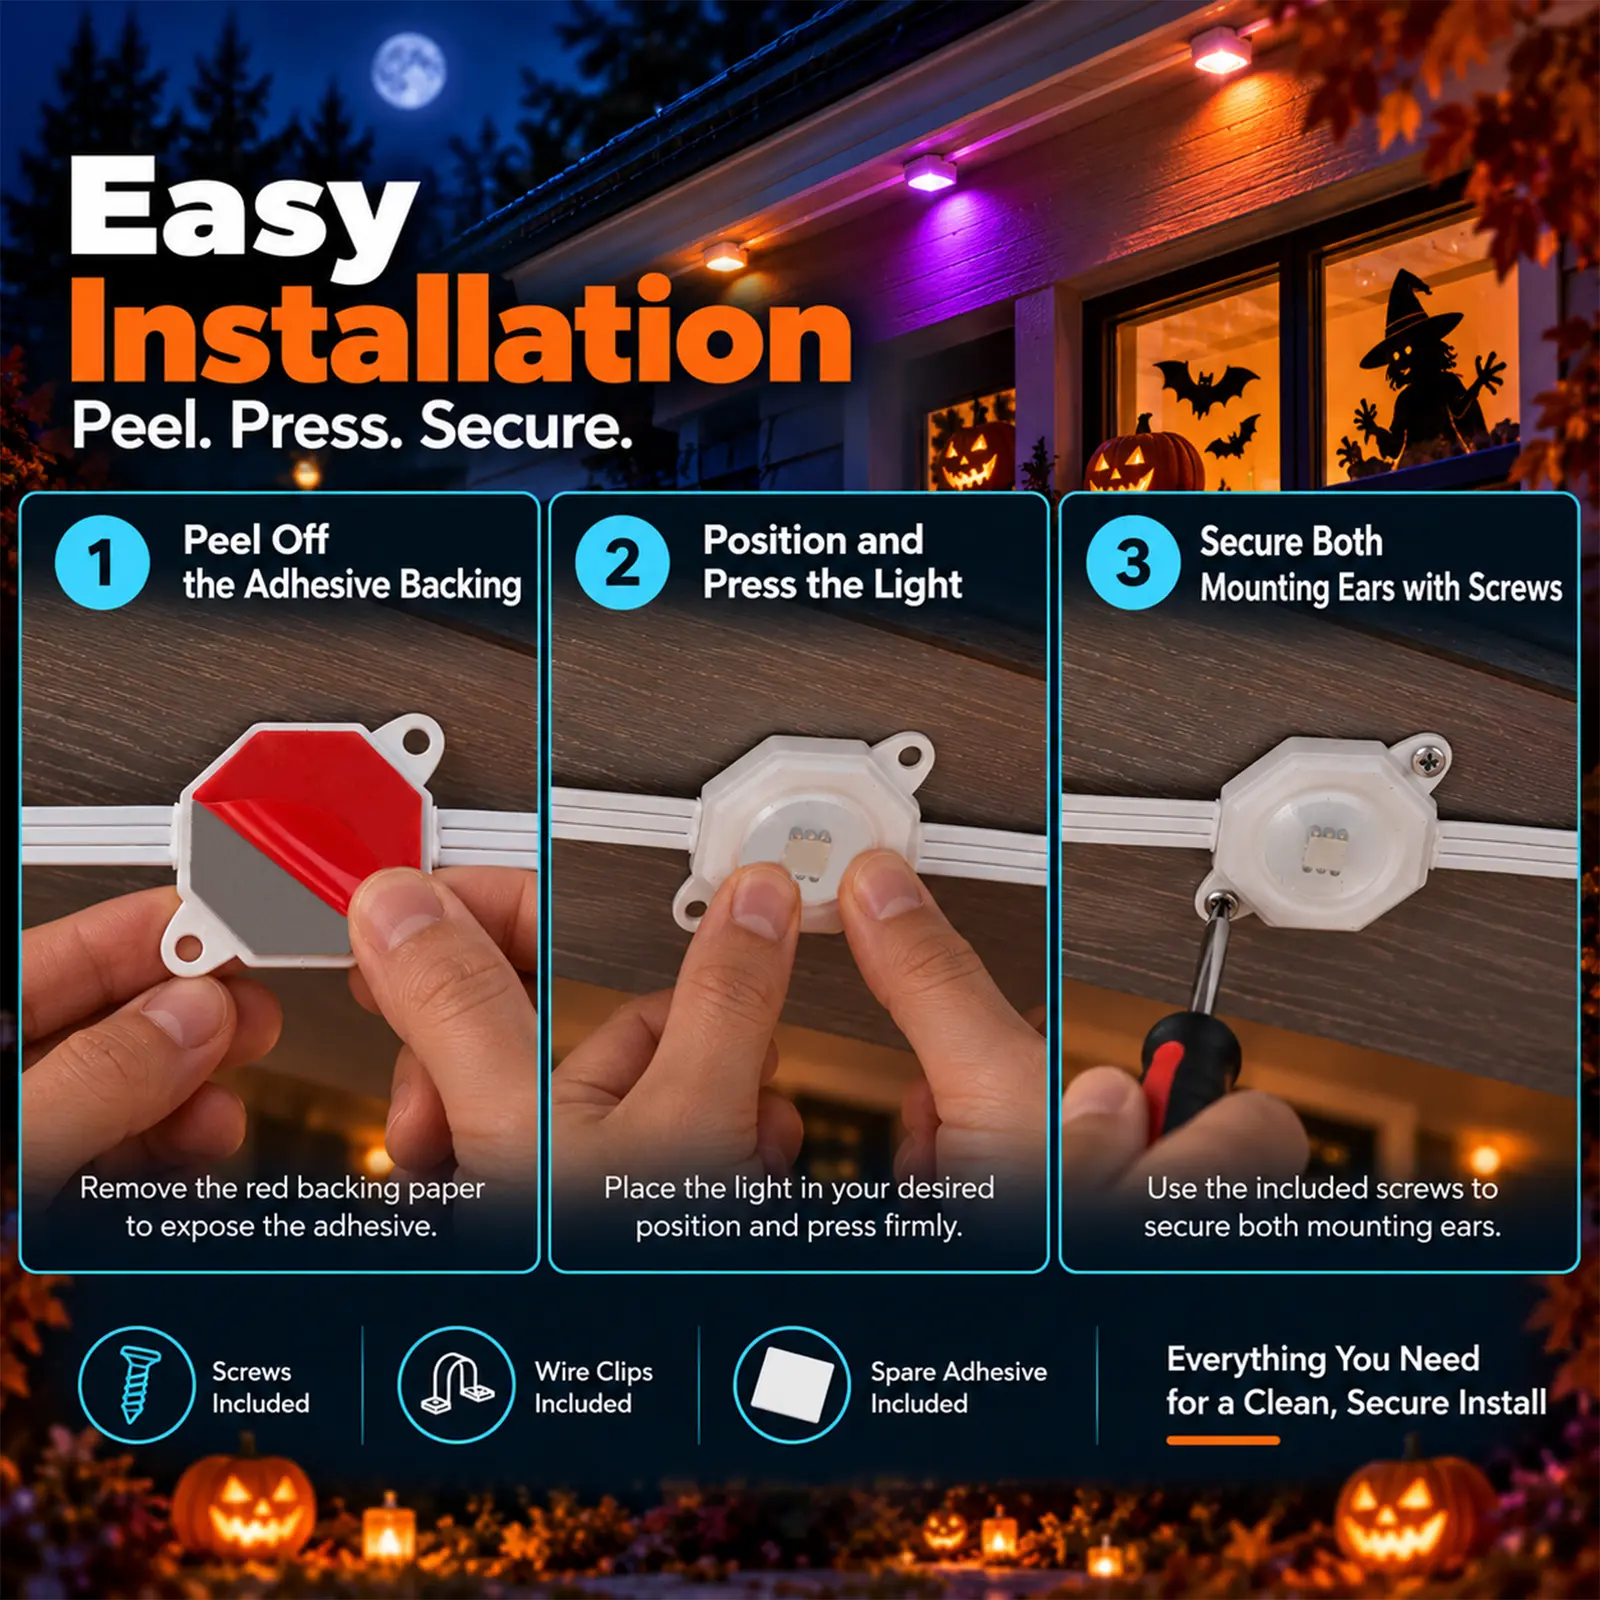 Easy
Installation
Peel. Press. Secure.
1
Peel Off
the Adhesive Backing
Remove the red backing paper
to expose the adhesive.
2
Position and
Press the Light
Place the light in your desired
position and press firmly.
3
Secure Both
Mounting Ears with Screws
Use the included screws to
secure both mounting ears.
Screws
Included
Wire Clips
Included
Spare Adhesive
Included
Everything You Need
for a Clean, Secure Install